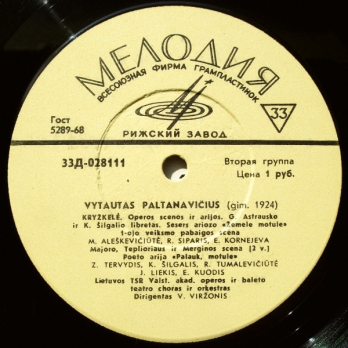 МЕЛОДИЯ
ВСЕСОЮЗНАЯ ФИРМА ГРАМПЛАСТИНОК
Гост
5289-68
33
РИЖСКИЙ ЗАВОД
33Д-028111
Вторая группа
Цена 1 руб.
VYTAUTAS PALTANAVIČIUS (gim. 1924)
KRYŽKELĖ, Operos scenos ir arijos. G. Astrausko
ir K. Šilgalio libretas. Sesers ariozo «Žemele motule»
1-ojo veiksmo pabaigos scena
M. ALEŠKEVIČIŪTĖ, R. SIPARIS, E. KORNEJEVA
Majoro, Teplioriaus ir Merginos scena [2 v.]
Poeto arija «Palauk, motule»
Z. TERVYDIS, K. ŠILGALIS, R. TUMALEVIČIŪTĖ
J. LIEKIS, E. KUODIS
Lietuvos TSR Valst. akad. operos ir baleto
teatro choras ir orkestras
Dirigentas V. VIRŽONIS